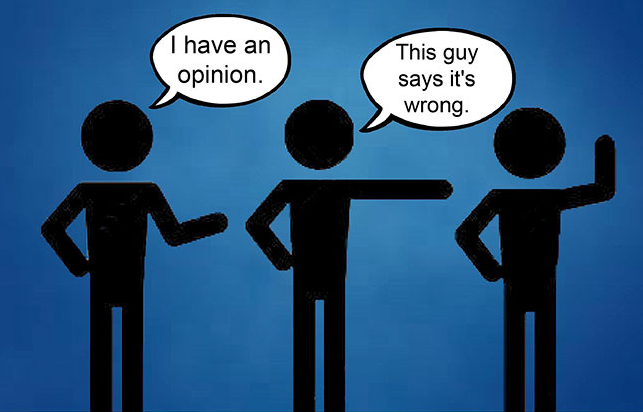 I have an
opinion.
This guy
says it's
wrong.